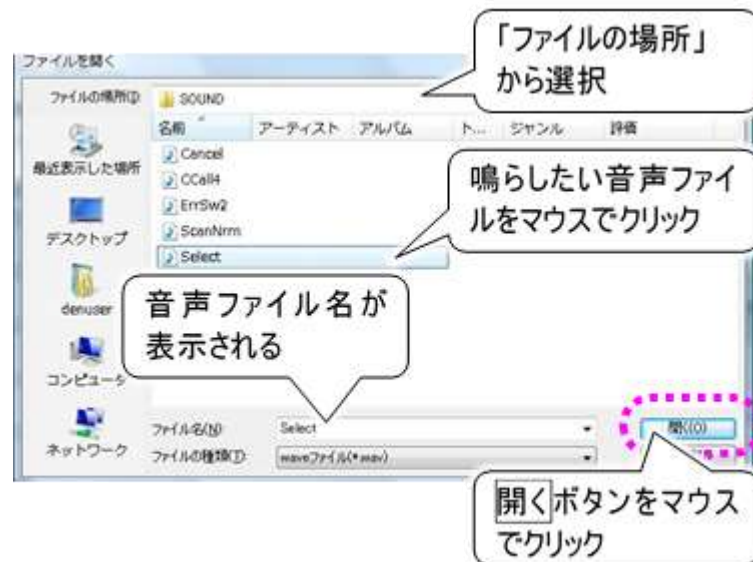 「ファイルの場所」
から選択
ファイルを開く
ファイルの場所(I):
SOUND
名前 アーティスト アルバム ト... ジャンル 評価
Cancel
CCall4
ErrSw2
ScanNrm
Select
最近表示した場所
デスクトップ
denuser
コンピュータ
ネットワーク
鳴らしたい音声ファイ
ルをマウスでクリック
音声ファイル名が
表示される
ファイル名(N): Select
開く(O)
ファイルの種類(T): waveファイル(*.wav)
開くボタンをマウス
でクリック